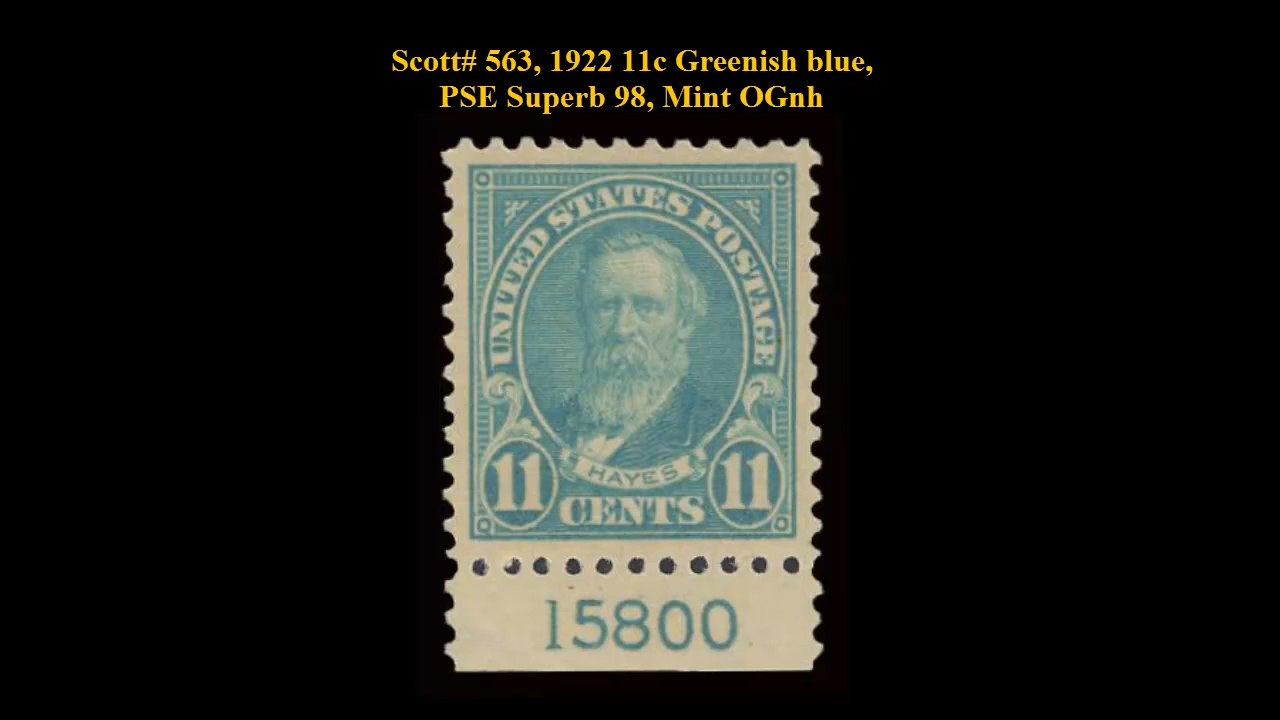 Scott# 563, 1922 11c Greenish blue,
PSE Superb 98, Mint OGnh
UNITED STATES POSTAGE
HAYES
11 CENTS 11
15800